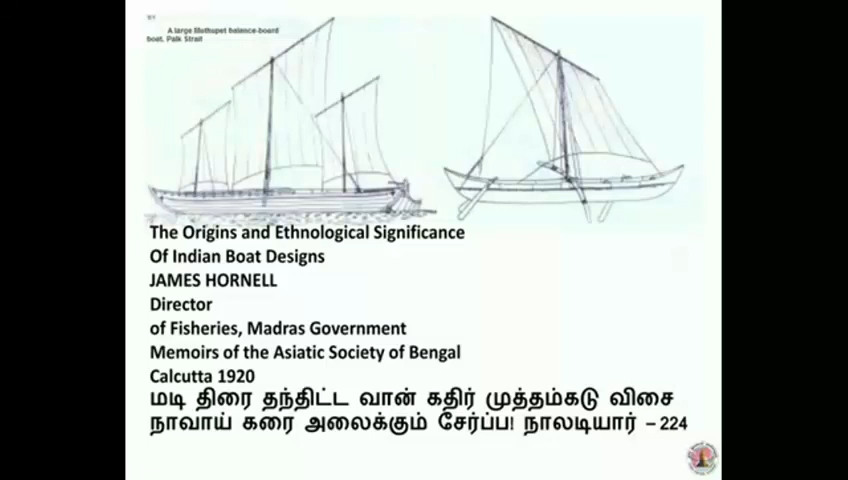 A large Muthupet balance-board
boat. Palk Strait
The Origins and Ethnological Significance
Of Indian Boat Designs
JAMES HORNELL
Director
of Fisheries, Madras Government
Memoirs of the Asiatic Society of Bengal
Calcutta 1920
மடி திரை தந்திட்ட வான் கதிர் முத்தம்கடு விசை
நாவாய் கரை அலைக்கும் சேர்ப்ப! நாலடியார் – 224